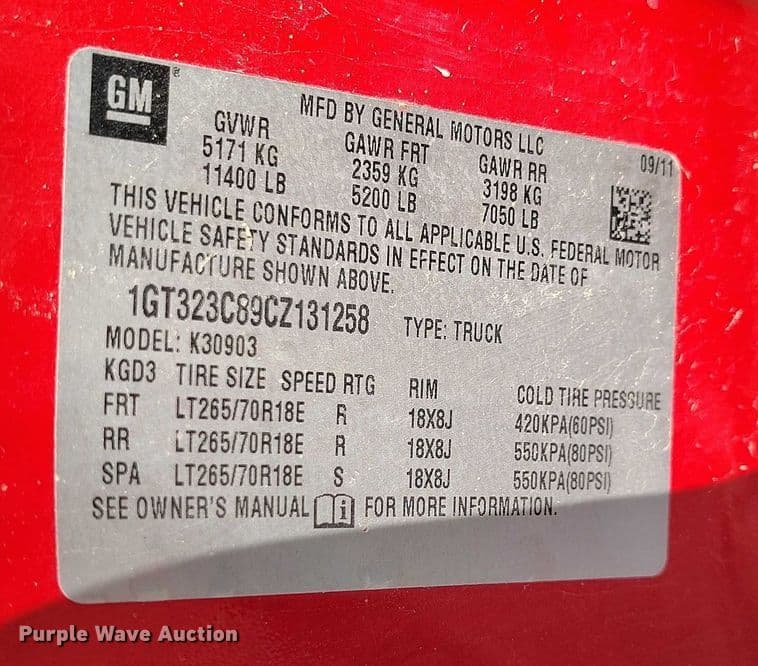 GM
MFD BY GENERAL MOTORS LLC
09/11
GVWR GAWR FRT GAWR RR
5171 KG 2359 KG 3198 KG
11400 LB 5200 LB 7050 LB
THIS VEHICLE CONFORMS TO ALL APPLICABLE U.S. FEDERAL MOTOR
VEHICLE SAFETY STANDARDS IN EFFECT ON THE DATE OF
MANUFACTURE SHOWN ABOVE.
1GT323C89CZ131258 TYPE: TRUCK
MODEL: K30903
KGD3 TIRE SIZE SPEED RTG RIM COLD TIRE PRESSURE
FRT LT265/70R18E R 18X8J 420KPA(60PSI)
RR LT265/70R18E R 18X8J 550KPA(80PSI)
SPA LT265/70R18E S 18X8J 550KPA(80PSI)
SEE OWNER'S MANUAL i FOR MORE INFORMATION.
Purple Wave Auction